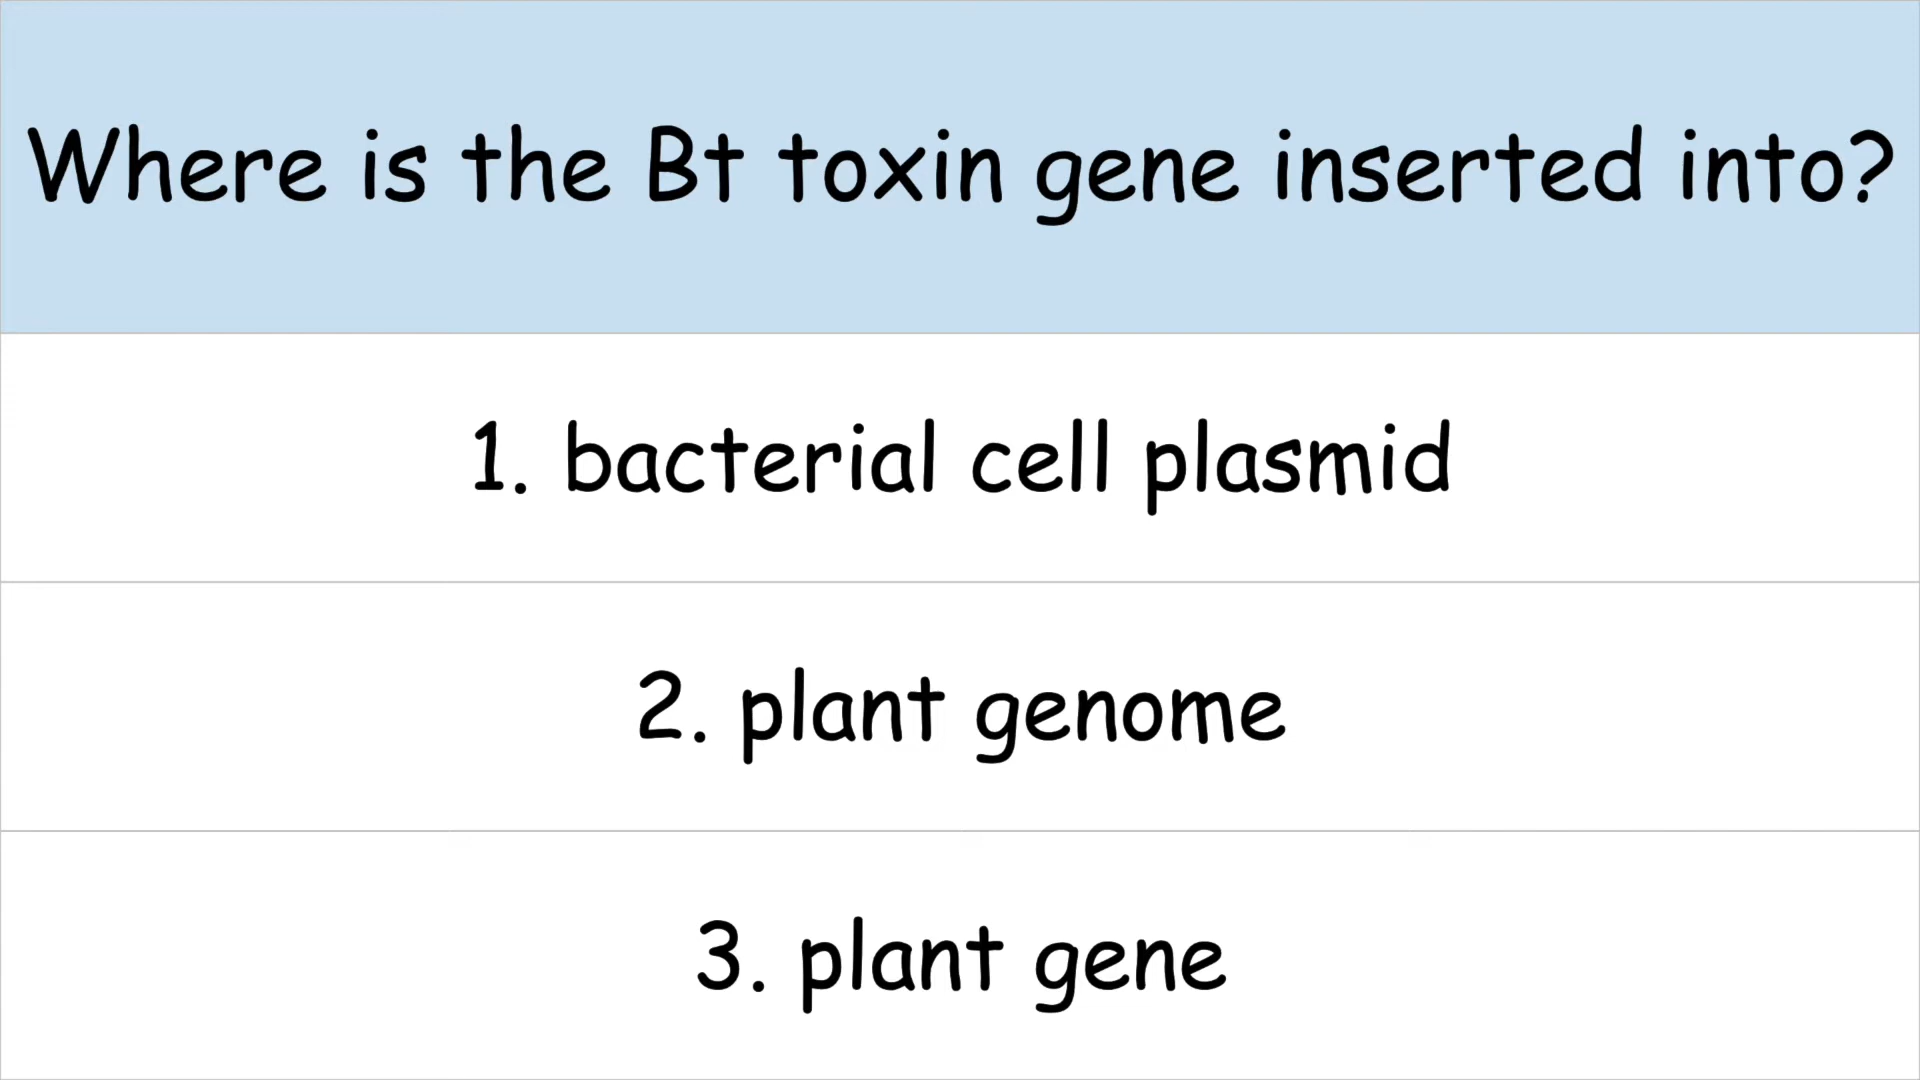 Where is the Bt toxin gene inserted into?
1. bacterial cell plasmid
2. plant genome
3. plant gene